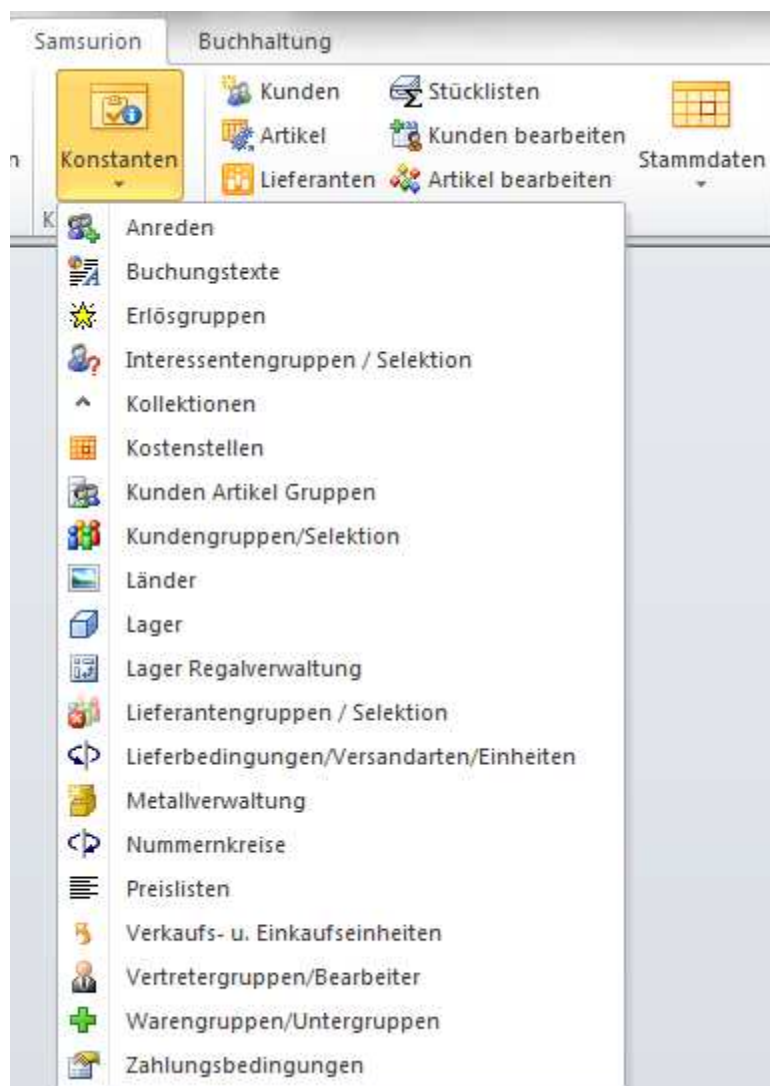 Samsurion Buchhaltung
Kunden Stücklisten
Artikel Kunden bearbeiten
Konstanten Stammdaten
Lieferanten Artikel bearbeiten
Anreden
Buchungstexte
Erlösgruppen
Interessentengruppen / Selektion
Kollektionen
Kostenstellen
Kunden Artikel Gruppen
Kundengruppen/Selektion
Länder
Lager
Lager Regalverwaltung
Lieferantengruppen / Selektion
Lieferbedingungen/Versandarten/Einheiten
Metallverwaltung
Nummernkreise
Preislisten
Verkaufs- u. Einkaufseinheiten
Vertretergruppen/Bearbeiter
Warengruppen/Untergruppen
Zahlungsbedingungen